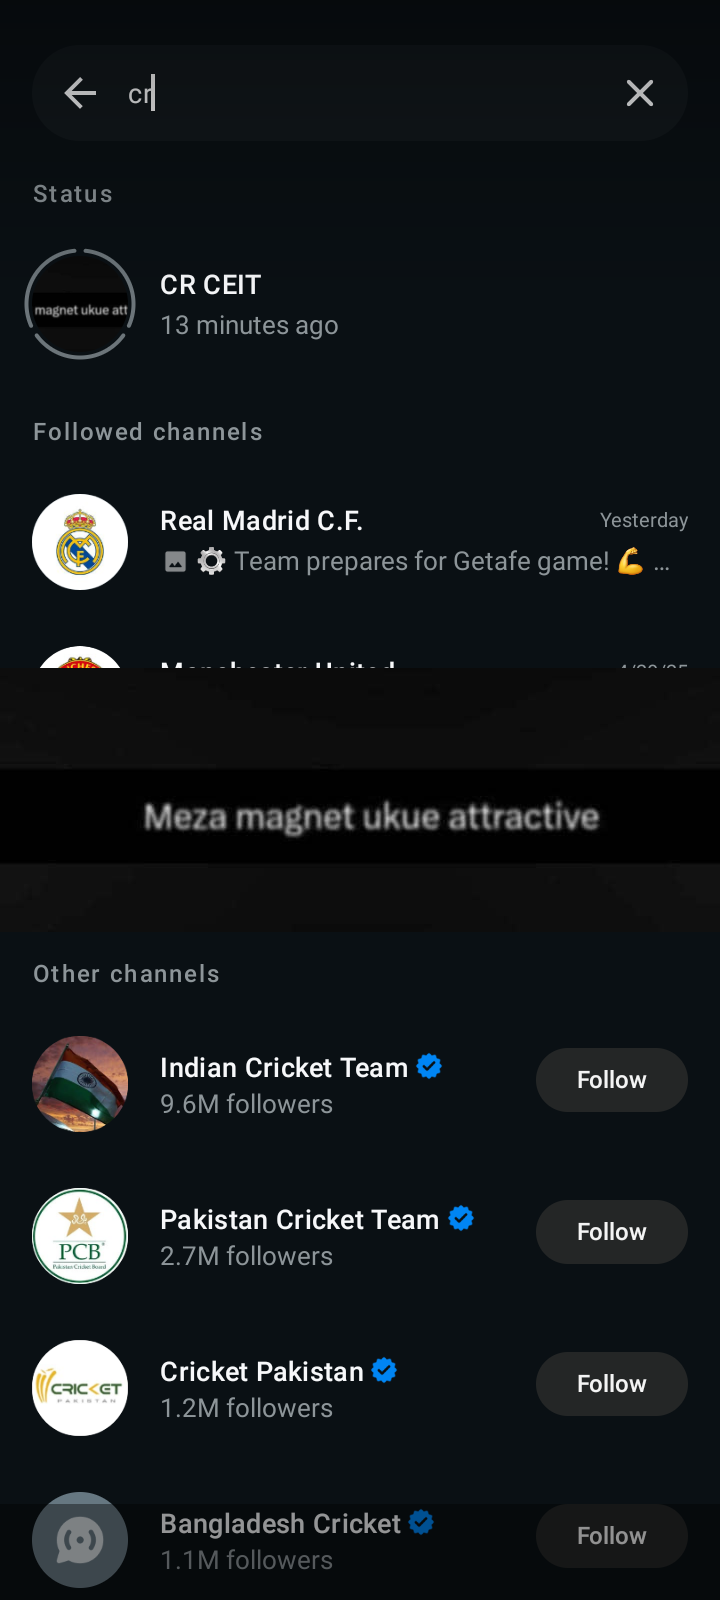 cr
Status
magnet ukue att
CR CEIT
13 minutes ago
Followed channels
Real Madrid C.F.
Yesterday
Team prepares for Getafe game! 💪 ...
Manchester United
Meza magnet ukue attractive
Other channels
Indian Cricket Team
9.6M followers
Follow
PCB
Pakistan Cricket Board
Pakistan Cricket Team
2.7M followers
Follow
CRICKET
PAKISTAN
Cricket Pakistan
1.2M followers
Follow
Bangladesh Cricket
1.1M followers
Follow